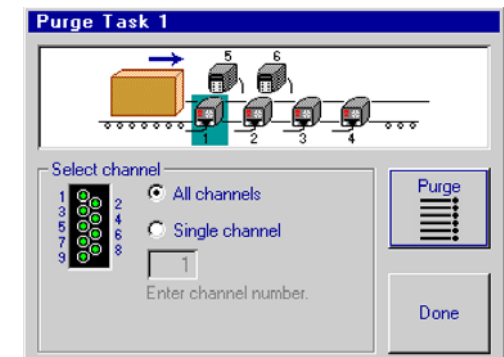 Purge Task 1
5 6
1 2 3 4
Select channel
1 2
3 4
5 6
7 8
9
All channels
Single channel
1
Enter channel number.
Purge
Done